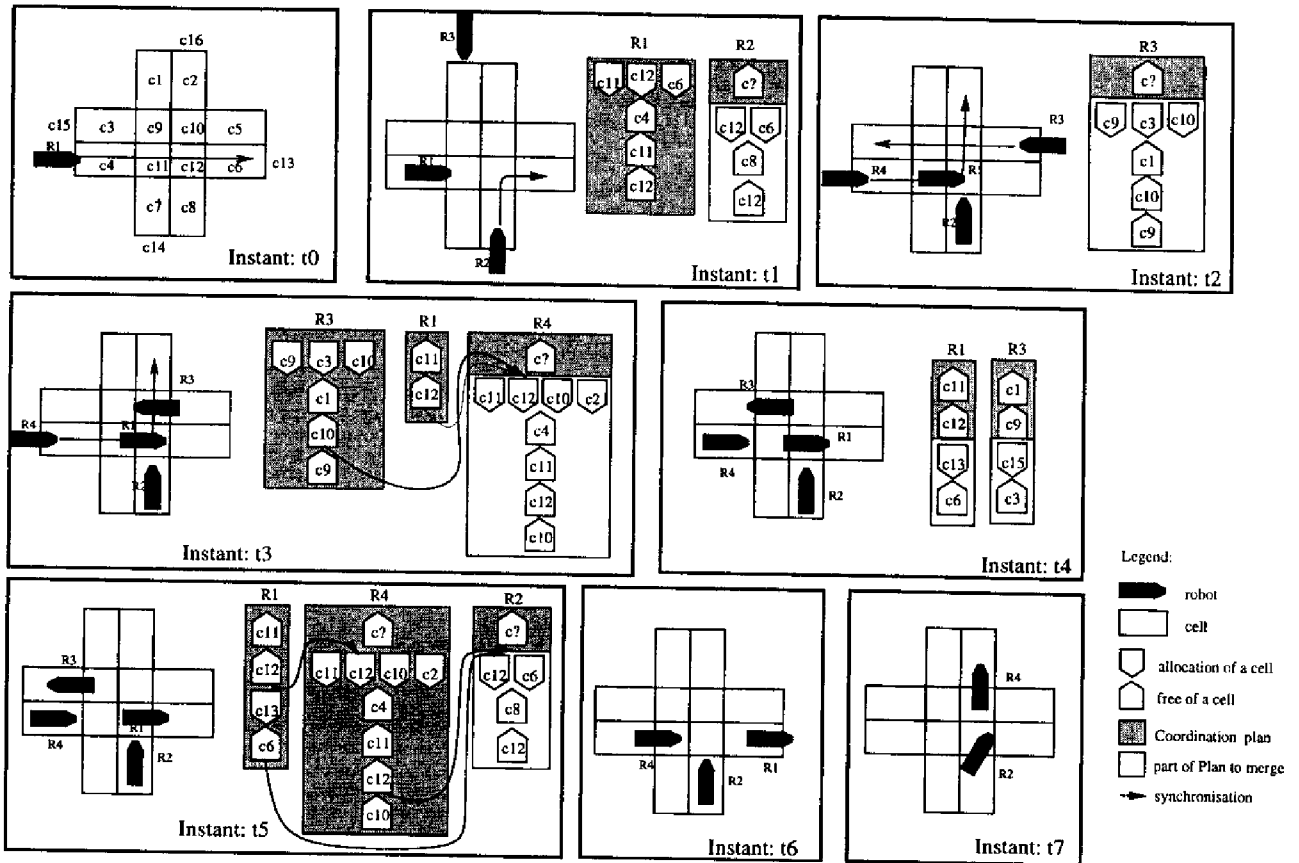 c16
c1 c2
c15 c3 c9 c10 c5
R1
c4 c11 c12 c6 c13
c7 c8
c14
Instant: t0
R3
R1
R2
R1
c11 c12 c6
c4
c11
c12
R2
c?
c12 c6
c8
c12
Instant: t1
R3
R4
R1
R2
R3
c?
c9 c3 c10
c1
c10
c9
Instant: t2
R3
R4
R1
R2
R3
c9 c3 c10
c1
c10
c9
R1
c11
c12
R4
c?
c11 c12 c10 c2
c4
c11
c12
c10
Instant: t3
R3
R1
R4
R2
R1
c11
c12
c13
c6
R3
c1
c9
c15
c3
Instant: t4
R3
R1
R4
R2
R1
c11
c12
c13
c6
R4
c?
c11 c12 c10 c2
c4
c11
c12
c10
R2
c?
c12 c6
c8
c12
Instant: t5
R4
R2
R1
Instant: t6
R4
R2
Instant: t7
Legend:
robot
cell
allocation of a cell
free of a cell
Coordination plan
part of Plan to merge
synchronisation